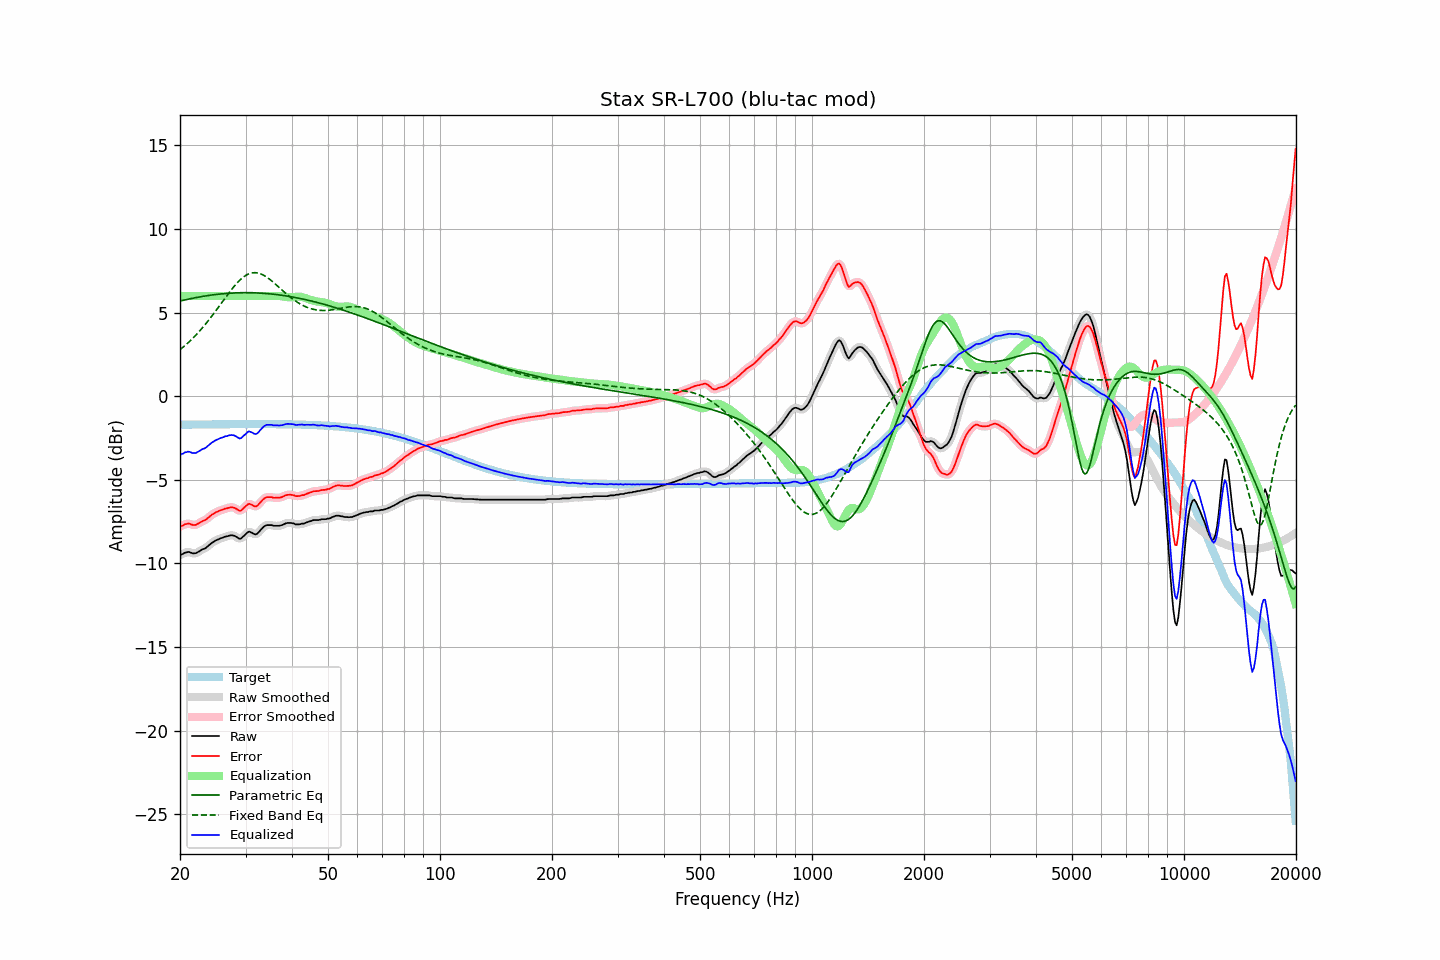 Stax SR-L700 (blu-tac mod)
15
10
5
0
−5
−10
−15
−20
−25
Amplitude (dBr)
Target
Raw Smoothed
Error Smoothed
Raw
Error
Equalization
Parametric Eq
Fixed Band Eq
Equalized
20 50 100 200 500 1000 2000 5000 10000 20000
Frequency (Hz)